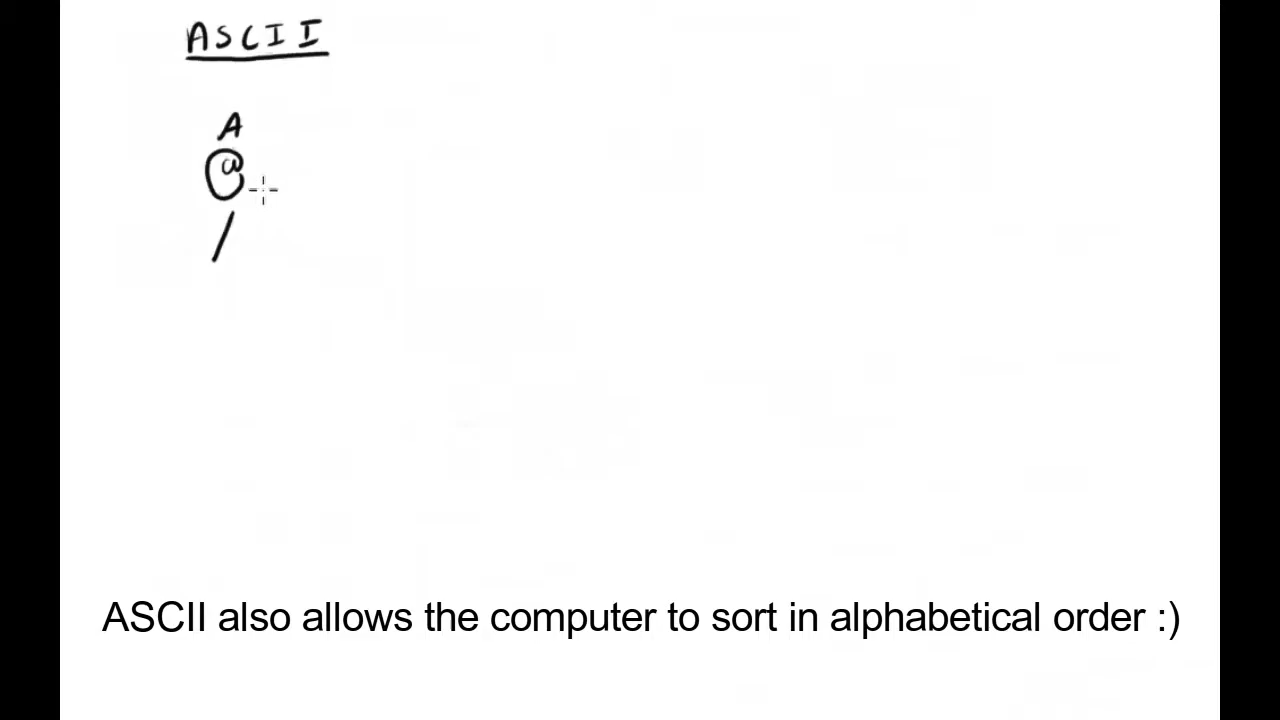 ASCII
A
@
/
ASCII also allows the computer to sort in alphabetical order :)